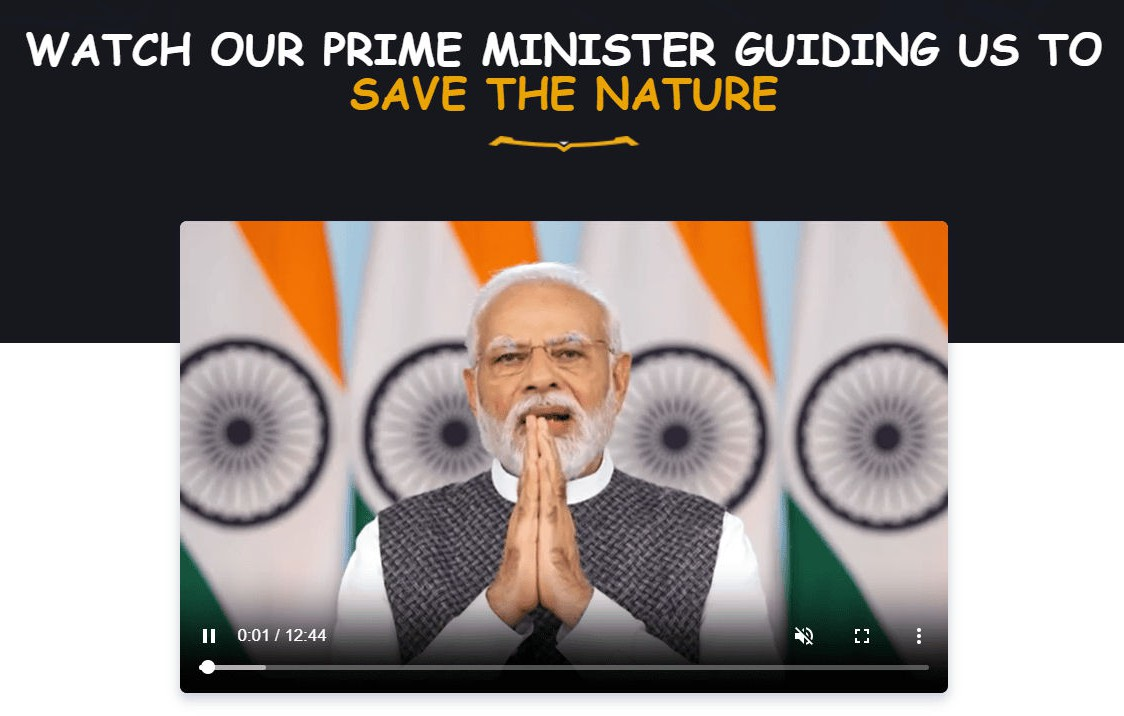 WATCH OUR PRIME MINISTER GUIDING US TO
SAVE THE NATURE
0:01 / 12:44